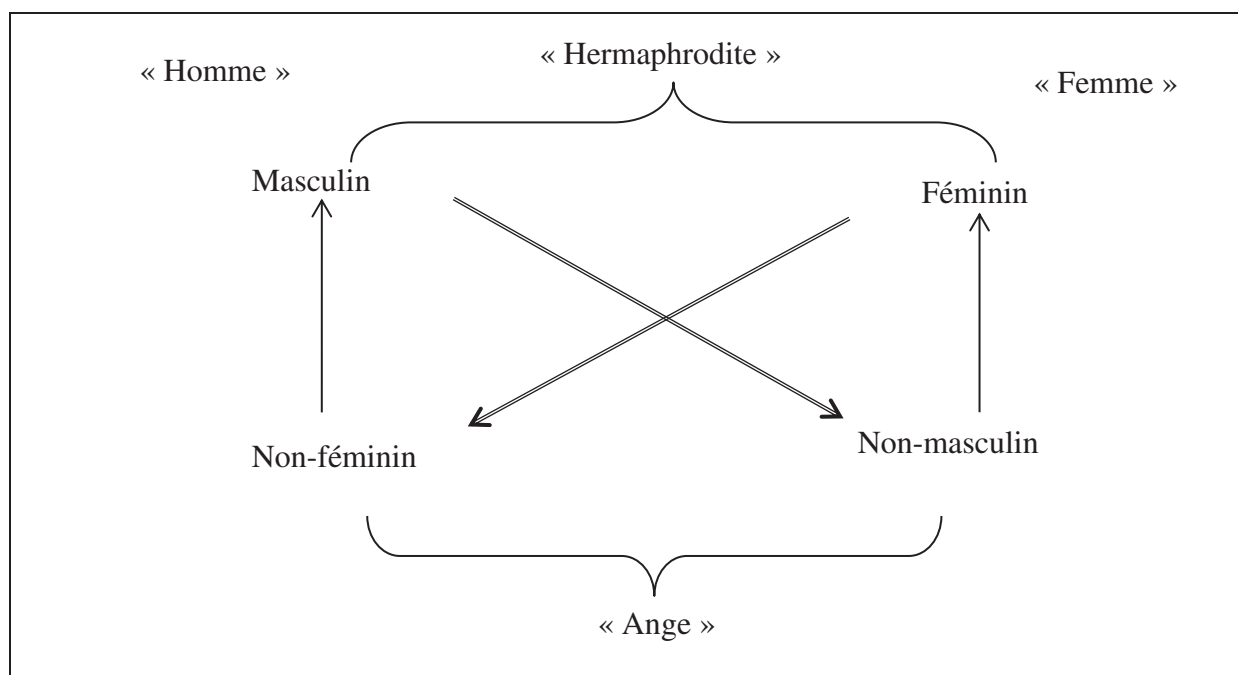 « Homme »
« Hermaphrodite »
« Femme »
Masculin
Féminin
Non-féminin
Non-masculin
« Ange »